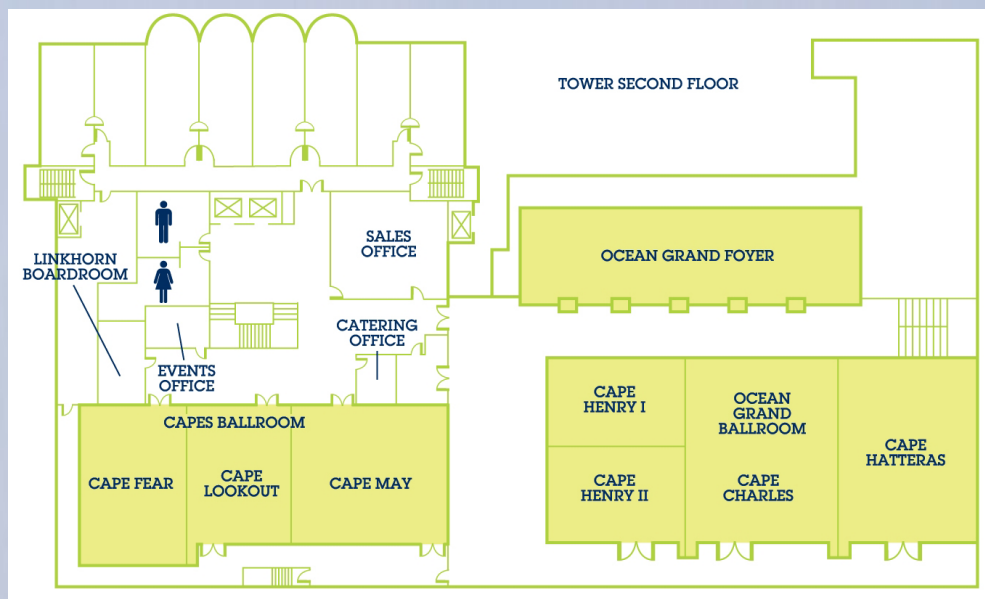 TOWER SECOND FLOOR
OCEAN GRAND FOYER
SALES
OFFICE
LINKHORN
BOARDROOM
CATERING
OFFICE
EVENTS
OFFICE
CAPES BALLROOM
CAPE FEAR
CAPE
LOOKOUT
CAPE MAY
CAPE
HENRY I
CAPE
HENRY II
OCEAN
GRAND
BALLROOM
CAPE
CHARLES
CAPE
HATTERAS